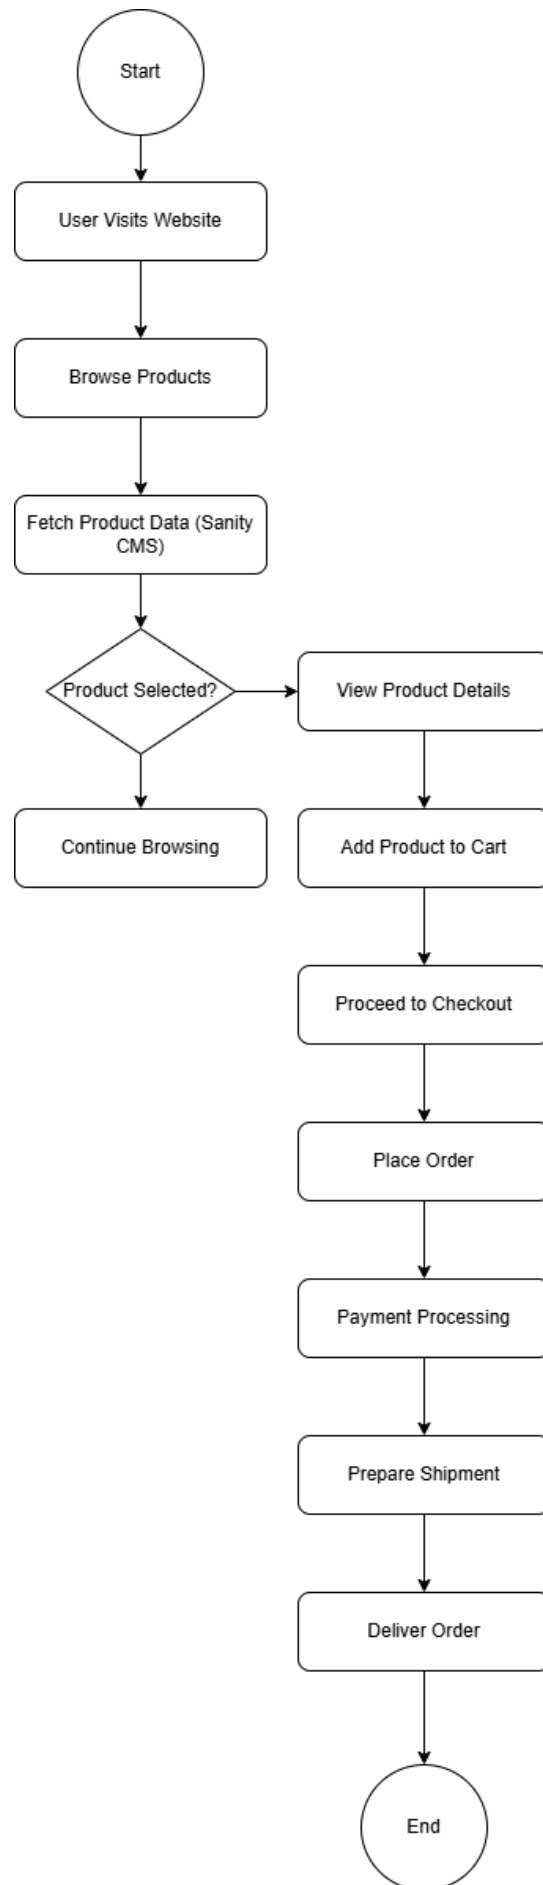 Start
User Visits Website
Browse Products
Fetch Product Data (Sanity
CMS)
Product Selected?
View Product Details
Continue Browsing
Add Product to Cart
Proceed to Checkout
Place Order
Payment Processing
Prepare Shipment
Deliver Order
End